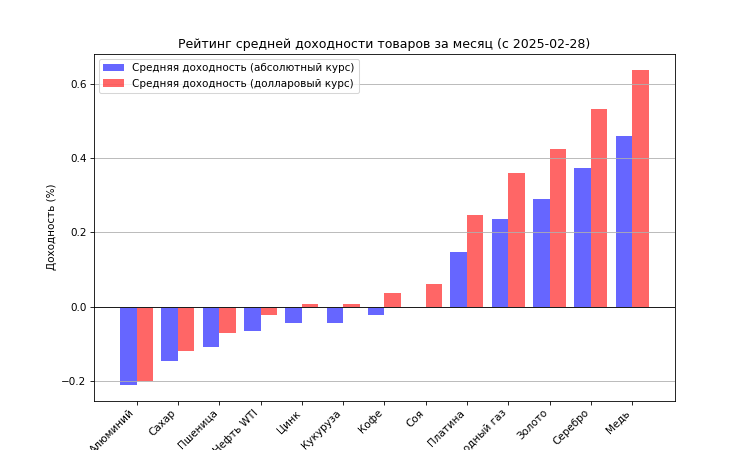 Рейтинг средней доходности товаров за месяц (с 2025-02-28)
Средняя доходность (абсолютный курс)
Средняя доходность (долларовый курс)
Доходность (%)
0.6
0.4
0.2
0.0
−0.2
Алюминий
Сахар
Пшеница
Нефть WTI
Цинк
Кукуруза
Кофе
Соя
Платина
одный газ
Золото
Серебро
Медь